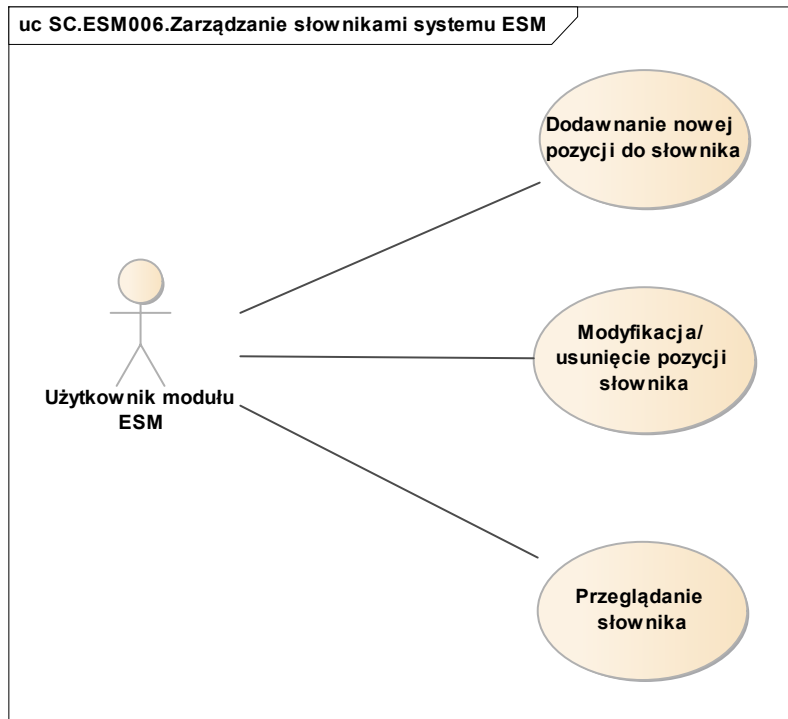 uc SC.ESM006.Zarządzanie słownikami systemu ESM
Dodawnanie nowej
pozycji do słownika
Modyfikacja/
usunięcie pozycji
słownika
Użytkownik modułu
ESM
Przeglądanie
słownika